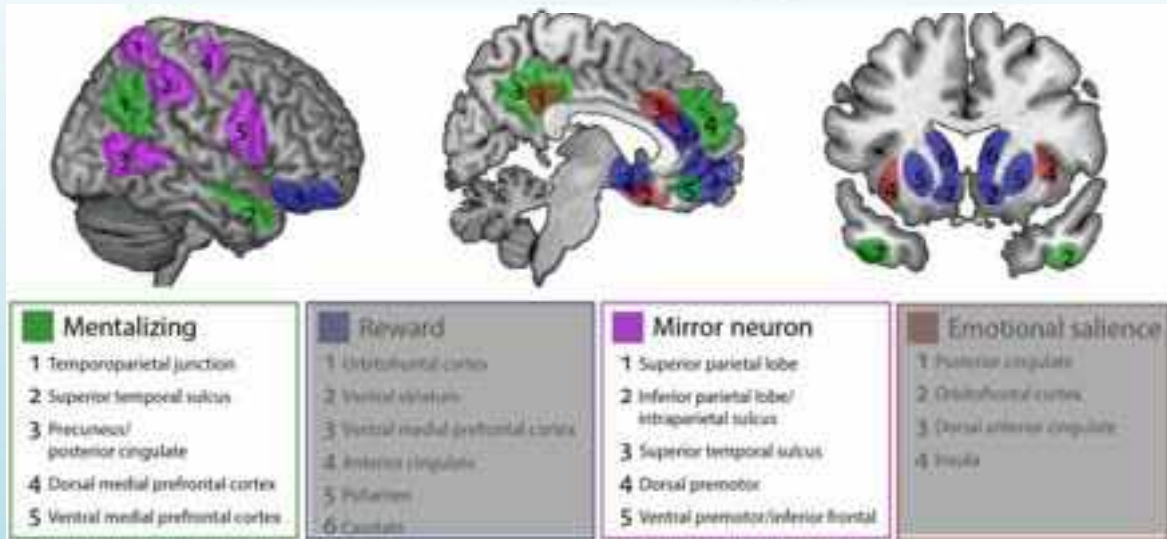 Mentalizing
1 Temporoparietal junction
2 Superior temporal sulcus
3 Precuneus/
posterior cingulate
4 Dorsal medial prefrontal cortex
5 Ventral medial prefrontal cortex
Reward
1 Orbitofrontal cortex
2 Ventral striatum
3 Ventral medial prefrontal cortex
4 Anterior cingulate
5 Putamen
6 Caudate
Mirror neuron
1 Superior parietal lobe
2 Inferior parietal lobe/
intraparietal sulcus
3 Superior temporal sulcus
4 Dorsal premotor
5 Ventral premotor/inferior frontal
Emotional salience
1 Posterior cingulate
2 Orbitofrontal cortex
3 Dorsal anterior cingulate
4 Insula